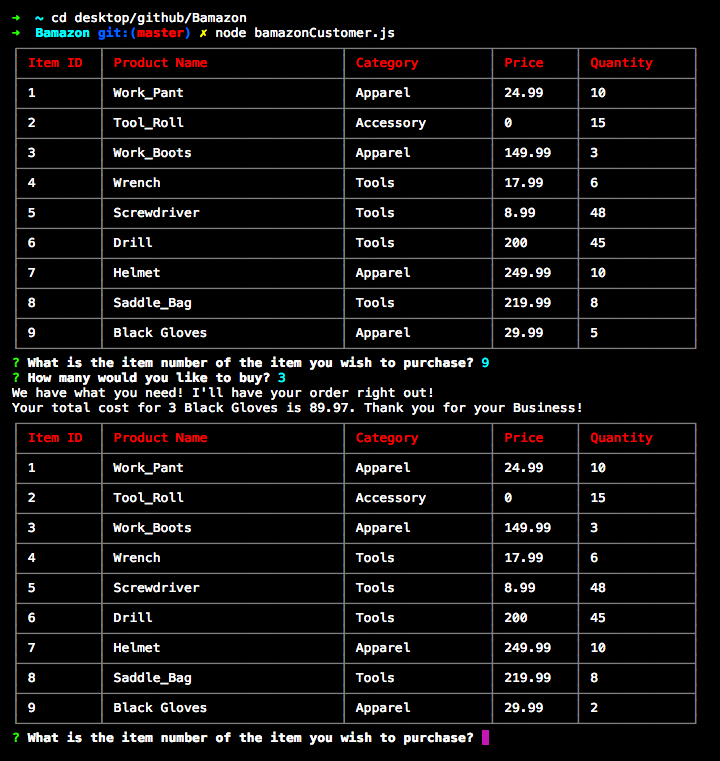 ➜ ~ cd desktop/github/Bamazon
➜ Bamazon git:(master) ✗ node bamazonCustomer.js
Item ID Product Name Category Price Quantity
1 Work_Pant Apparel 24.99 10
2 Tool_Roll Accessory 0 15
3 Work_Boots Apparel 149.99 3
4 Wrench Tools 17.99 6
5 Screwdriver Tools 8.99 48
6 Drill Tools 200 45
7 Helmet Apparel 249.99 10
8 Saddle_Bag Tools 219.99 8
9 Black Gloves Apparel 29.99 5
? What is the item number of the item you wish to purchase? 9
? How many would you like to buy? 3
We have what you need! I'll have your order right out!
Your total cost for 3 Black Gloves is 89.97. Thank you for your Business!
Item ID Product Name Category Price Quantity
1 Work_Pant Apparel 24.99 10
2 Tool_Roll Accessory 0 15
3 Work_Boots Apparel 149.99 3
4 Wrench Tools 17.99 6
5 Screwdriver Tools 8.99 48
6 Drill Tools 200 45
7 Helmet Apparel 249.99 10
8 Saddle_Bag Tools 219.99 8
9 Black Gloves Apparel 29.99 2
? What is the item number of the item you wish to purchase?